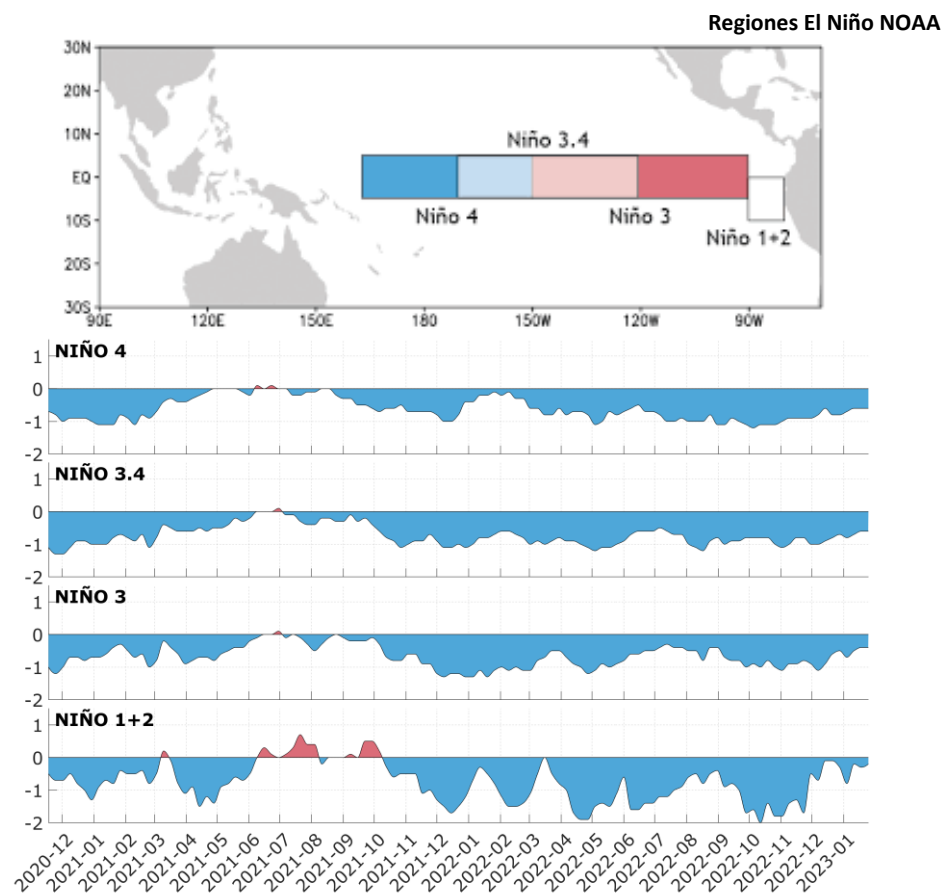 Regiones El Niño NOAA
30N
20N
10N
EQ
10S
20S
30S
Niño 3.4
Niño 4
Niño 3
Niño 1+2
90E 120E 150E 180 150W 120W 90W
NIÑO 4
1
0
-1
-2
NIÑO 3.4
1
0
-1
-2
NIÑO 3
1
0
-1
-2
NIÑO 1+2
1
0
-1
-2
2020-12 2021-01 2021-02 2021-03 2021-04 2021-05 2021-06 2021-07 2021-08 2021-09 2021-10 2021-11 2021-12 2022-01 2022-02 2022-03 2022-04 2022-05 2022-06 2022-07 2022-08 2022-09 2022-10 2022-11 2022-12 2023-01